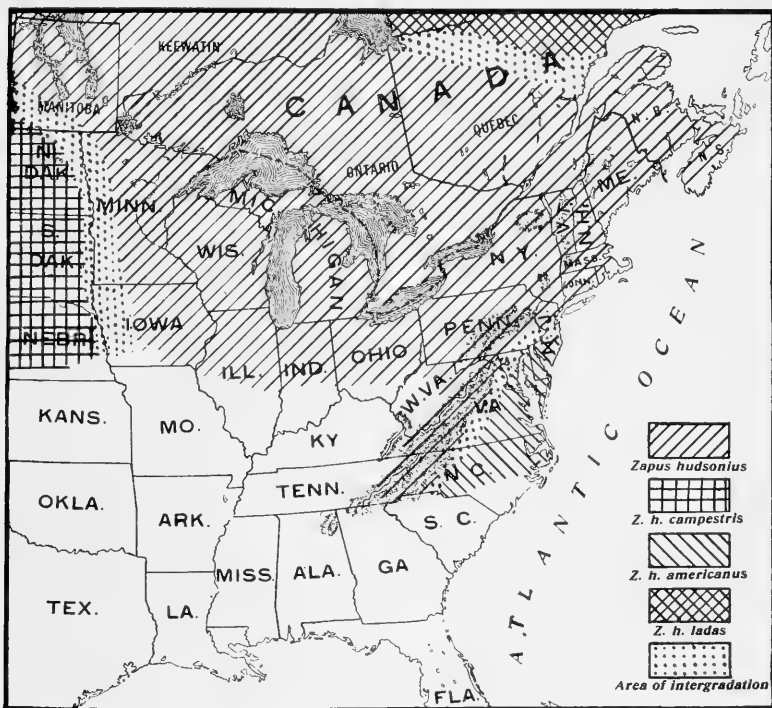 KEEWATIN
MANITOBA
CANADA
QUEBEC
ONTARIO
N. B.
N. S.
ME.
N. DAK.
MINN.
MICHIGAN
VT.
N.H.
S. DAK.
WIS.
N. Y.
MASS.
CONN.
NEBR.
IOWA
PENN.
N. J.
ILL.
IND.
OHIO
W.VA.
VA.
KANS.
MO.
KY
N. C.
TENN.
OKLA.
ARK.
S. C.
MISS.
ALA.
GA
TEX.
LA.
FLA.
ATLANTIC OCEAN
Zapus hudsonius
Z. h. campestris
Z. h. americanus
Z. h. ladas
Area of intergradation